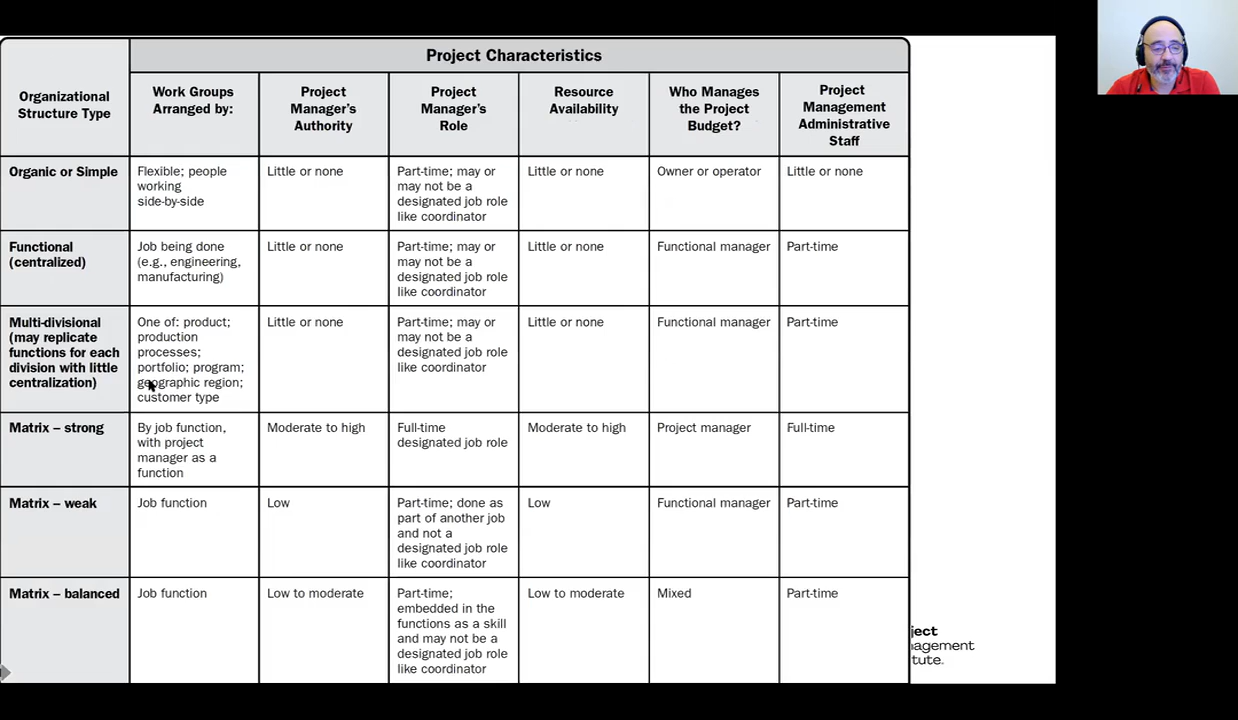 Project Characteristics
Organizational
Structure Type
Work Groups
Arranged by:
Project
Manager's
Authority
Project
Manager's
Role
Resource
Availability
Who Manages
the Project
Budget?
Project
Management
Administrative
Staff
Organic or Simple
Flexible; people
working
side-by-side
Little or none
Part-time; may or
may not be a
designated job role
like coordinator
Little or none
Owner or operator
Little or none
Functional
(centralized)
Job being done
(e.g., engineering,
manufacturing)
Little or none
Part-time; may or
may not be a
designated job role
like coordinator
Little or none
Functional manager
Part-time
Multi-divisional
(may replicate
functions for each
division with little
centralization)
One of: product;
production
processes;
portfolio; program;
geographic region;
customer type
Little or none
Part-time; may or
may not be a
designated job role
like coordinator
Little or none
Functional manager
Part-time
Matrix – strong
By job function,
with project
manager as a
function
Moderate to high
Full-time
designated job role
Moderate to high
Project manager
Full-time
Matrix – weak
Job function
Low
Part-time; done as
part of another job
and not a
designated job role
like coordinator
Low
Functional manager
Part-time
Matrix – balanced
Job function
Low to moderate
Part-time;
embedded in the
functions as a skill
and may not be a
designated job role
like coordinator
Low to moderate
Mixed
Part-time
ject
nagement
tute.